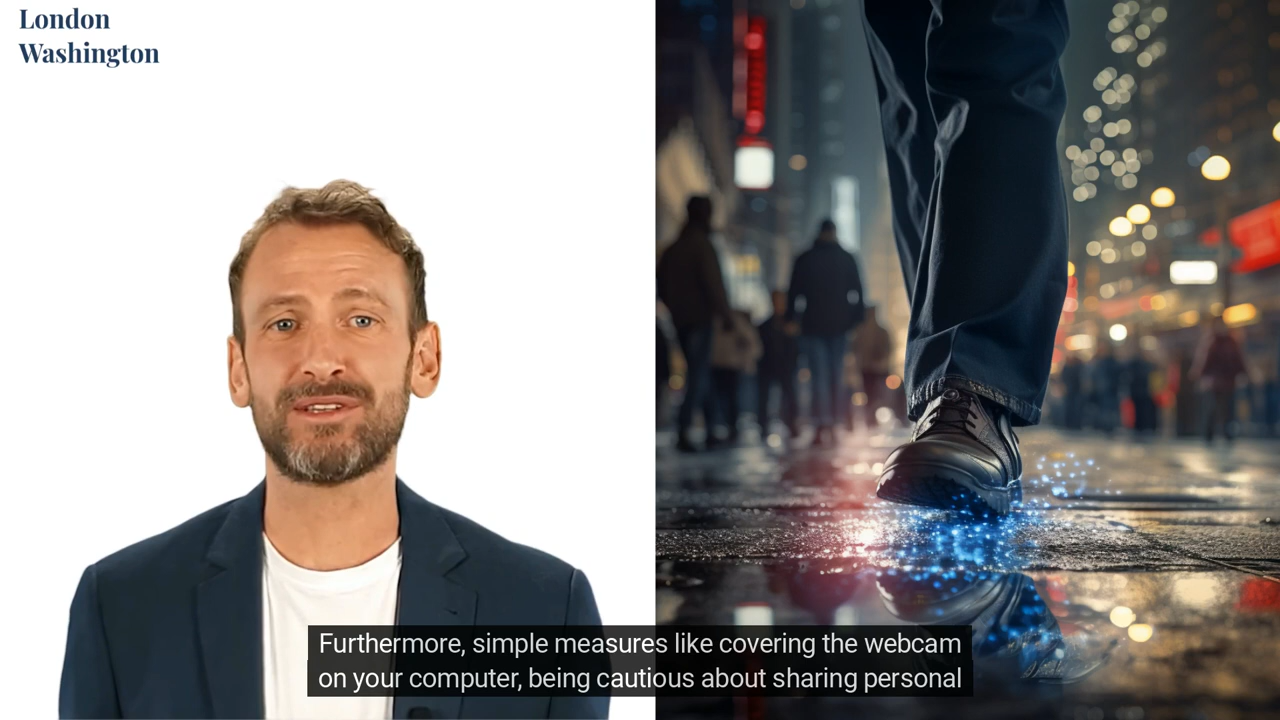 London
Washington
Furthermore, simple measures like covering the webcam
on your computer, being cautious about sharing personal